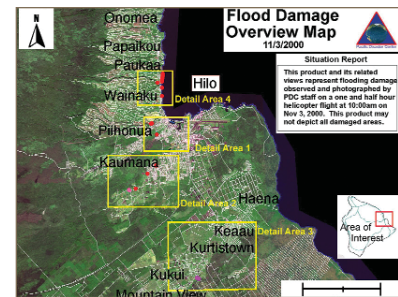 N
Onomea
Papaikou
Paukaa
Wainaku
Hilo
Detail Area 4
Piihonua
Detail Area 1
Kaumana
Detail Area 2
Haena
Keaau
Detail Area 3
Kurtistown
Kukui
Mountain View
Flood Damage
Overview Map
11/3/2000
Pacific Disaster Center
Situation Report
This product and its related
views represent flooding damage
observed and photographed by
PDC staff on a one and half hour
helicopter flight at 10:00am on
Nov 3, 2000. This product may
not depict all damaged areas.
Area of
Interest